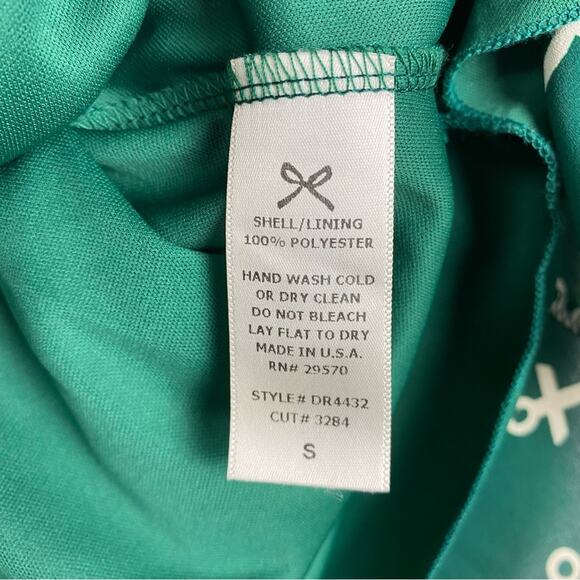 SHELL/LINING
100% POLYESTER
HAND WASH COLD
OR DRY CLEAN
DO NOT BLEACH
LAY FLAT TO DRY
MADE IN U.S.A.
RN# 29570
STYLE# DR4432
CUT# 3284
S